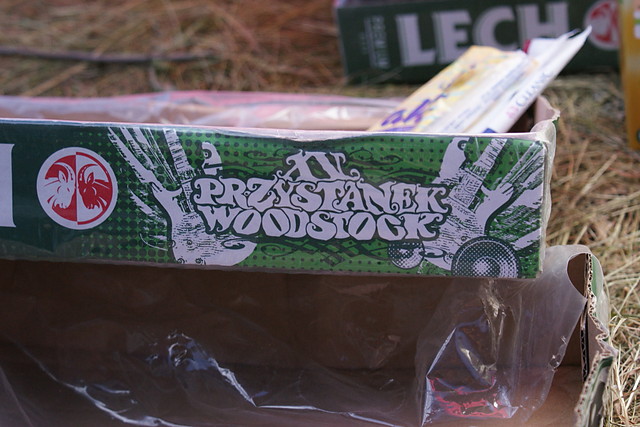 LECH
XV
PRZYSTANEK
WOODSTOCK